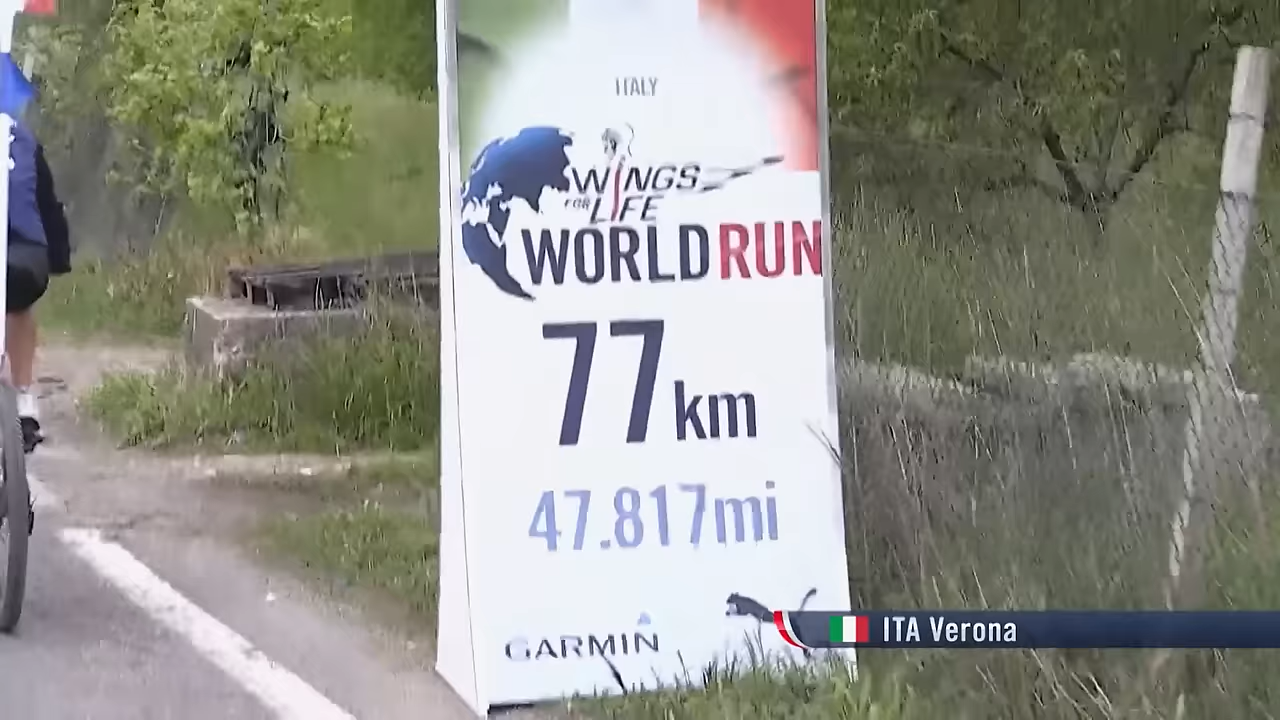 ITALY
WINGS
FOR LIFE
WORLD RUN
77 km
47.817mi
GARMIN
ITA Verona